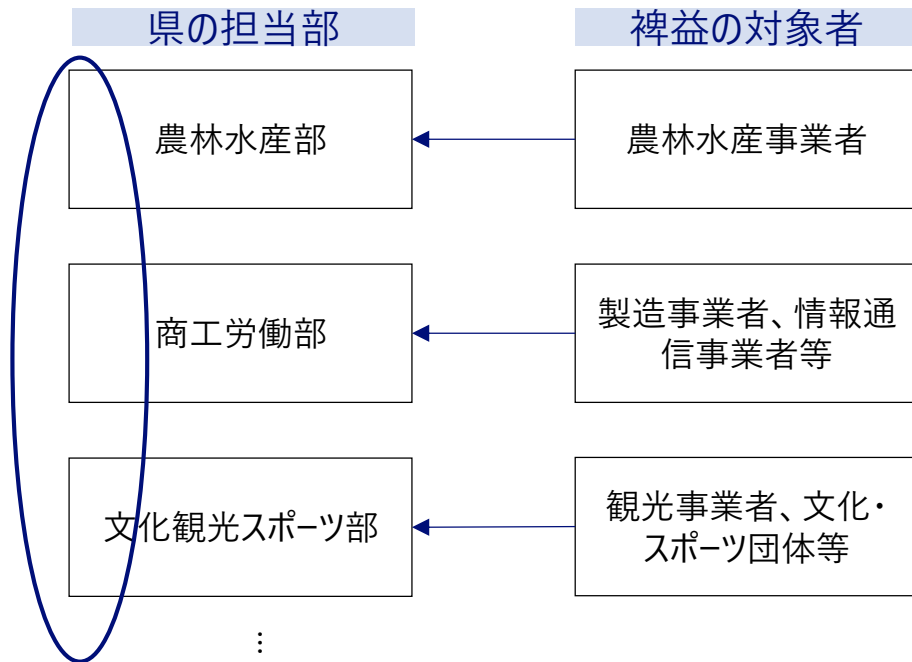 県の担当部
裨益の対象者
農林水産部
農林水産事業者
商工労働部
製造事業者、情報通
信事業者等
文化観光スポーツ部
観光事業者、文化・
スポーツ団体等
…